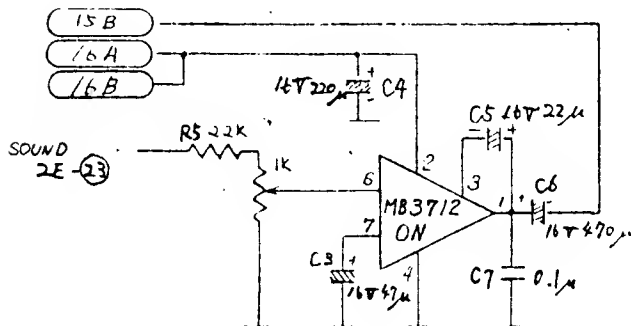 15B
16A
16B
16V 220μ
C4
C5 16V 22μ
R5 22K
SOUND
2E-23
1K
2
3
6
MB3712
1
C6
7
ON
16V 470μ
C3
4
C7
0.1μ
16V 47μ